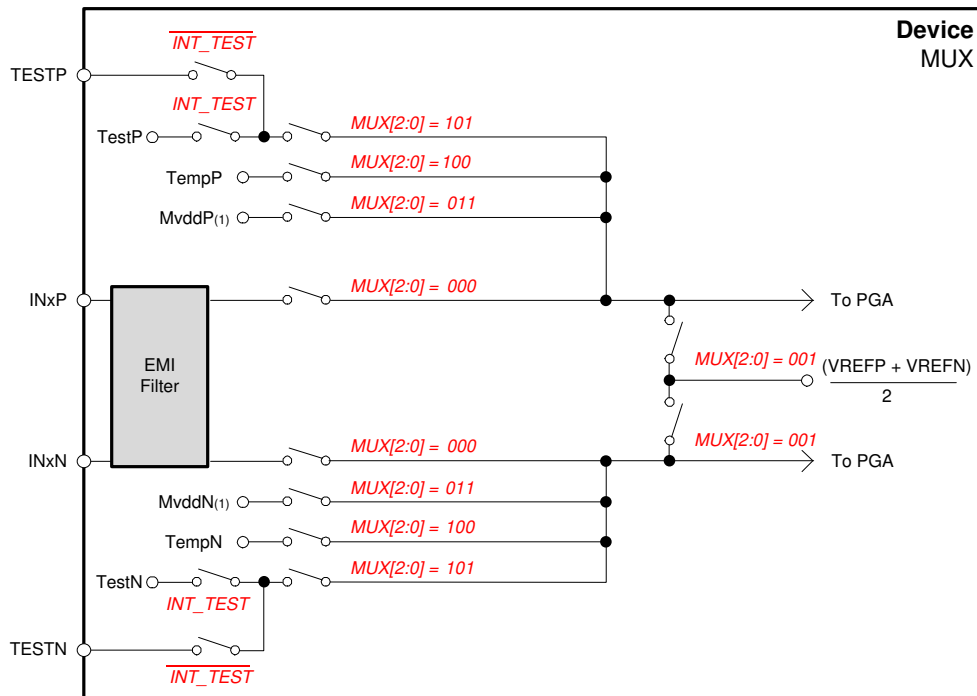 Device
MUX
INT_TEST
TESTP
INT_TEST
TestP
MUX[2:0] = 101
TempP
MUX[2:0] = 100
MvddP(1)
MUX[2:0] = 011
INxP
MUX[2:0] = 000
To PGA
EMI
Filter
MUX[2:0] = 001
(VREFP + VREFN)
2
MUX[2:0] = 000
MUX[2:0] = 001
INxN
To PGA
MvddN(1)
MUX[2:0] = 011
TempN
MUX[2:0] = 100
TestN
MUX[2:0] = 101
INT_TEST
TESTN
INT_TEST